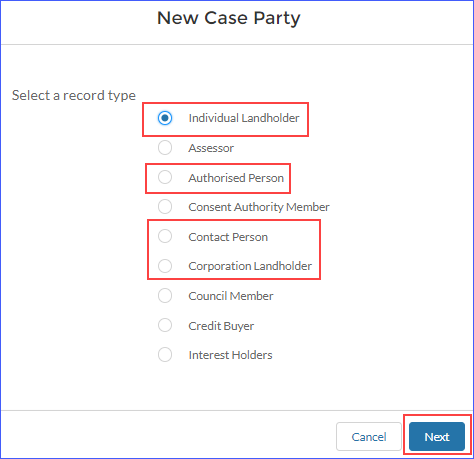 New Case Party
Select a record type
Individual Landholder
Assessor
Authorised Person
Consent Authority Member
Contact Person
Corporation Landholder
Council Member
Credit Buyer
Interest Holders
Cancel Next